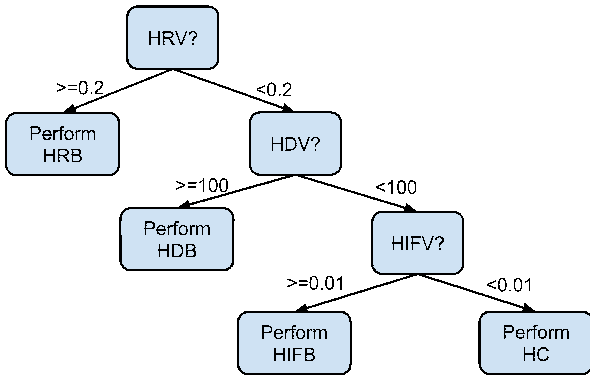 HRV?
>=0.2
<0.2
Perform
HRB
HDV?
>=100
<100
Perform
HDB
HIFV?
>=0.01
<0.01
Perform
HIFB
Perform
HC